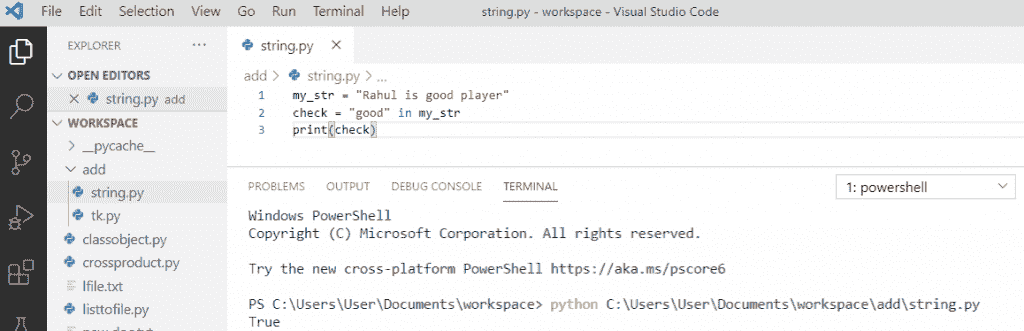 File Edit Selection View Go Run Terminal Help string.py - workspace - Visual Studio Code
EXPLORER ...
OPEN EDITORS
string.py add
WORKSPACE
__pycache__
add
string.py
tk.py
classobject.py
crossproduct.py
lfile.txt
listtofile.py
string.py
add > string.py > ...
1 my_str = "Rahul is good player"
2 check = "good" in my_str
3 print(check)
PROBLEMS OUTPUT DEBUG CONSOLE TERMINAL 1: powershell
Windows PowerShell
Copyright (C) Microsoft Corporation. All rights reserved.
Try the new cross-platform PowerShell https://aka.ms/pscore6
PS C:\Users\User\Documents\workspace> python C:\Users\User\Documents\workspace\add\string.py
True